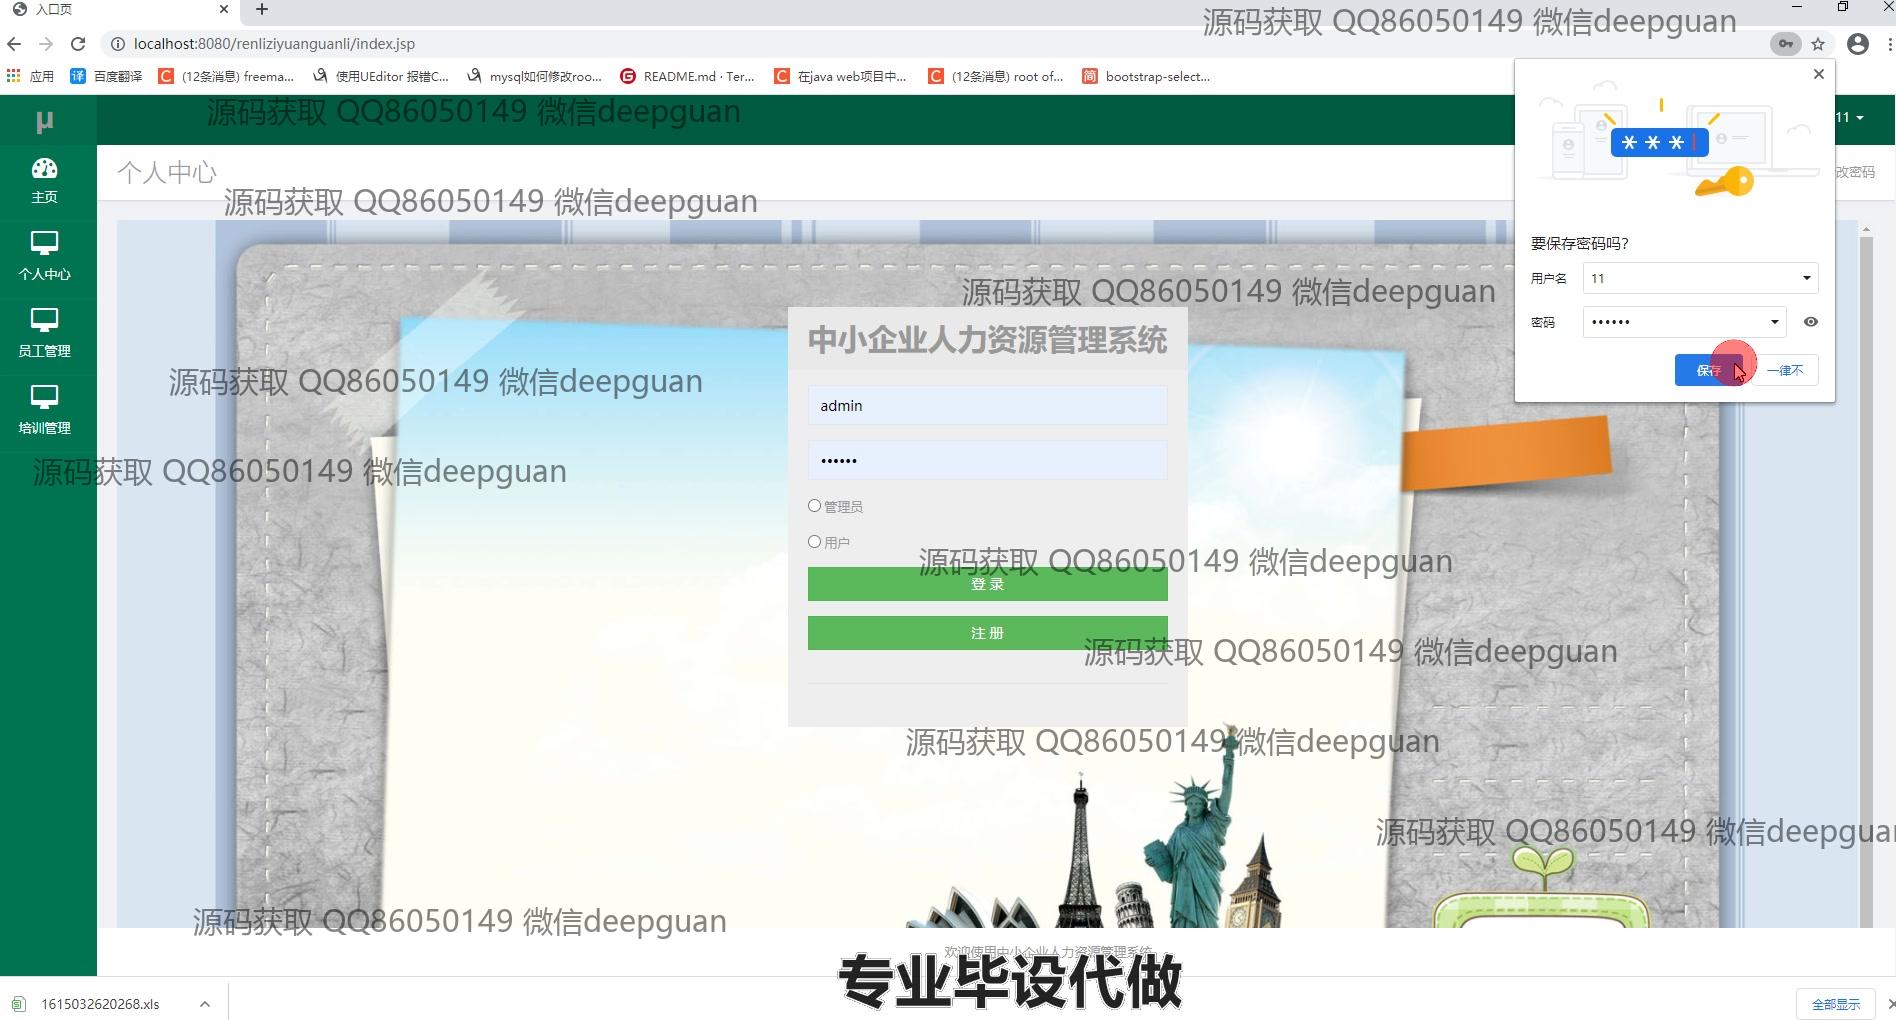 入口页
源码获取 QQ86050149 微信deepguan
localhost:8080/renliziyuanguanli/index.jsp
应用
百度翻译
(12条消息) freema...
使用UEditor 报错C...
mysql如何修改roo...
README.md · Ter...
在java web项目中...
(12条消息) root of...
bootstrap-select...
源码获取 QQ86050149 微信deepguan
μ
11
主页
个人中心
改密码
源码获取 QQ86050149 微信deepguan
要保存密码吗?
个人中心
用户名 11
源码获取 QQ86050149 微信deepguan
密码 ••••••
中小企业人力资源管理系统
员工管理
保存
一律不
源码获取 QQ86050149 微信deepguan
admin
培训管理
••••••
源码获取 QQ86050149 微信deepguan
管理员
用户
源码获取 QQ86050149 微信deepguan
登 录
注 册
源码获取 QQ86050149 微信deepguan
源码获取 QQ86050149 微信deepguan
源码获取 QQ86050149 微信deepguan
源码获取 QQ86050149 微信deepguan
欢迎使用中小企业人力资源管理系统
专业毕设代做
1615032620268.xls
全部显示